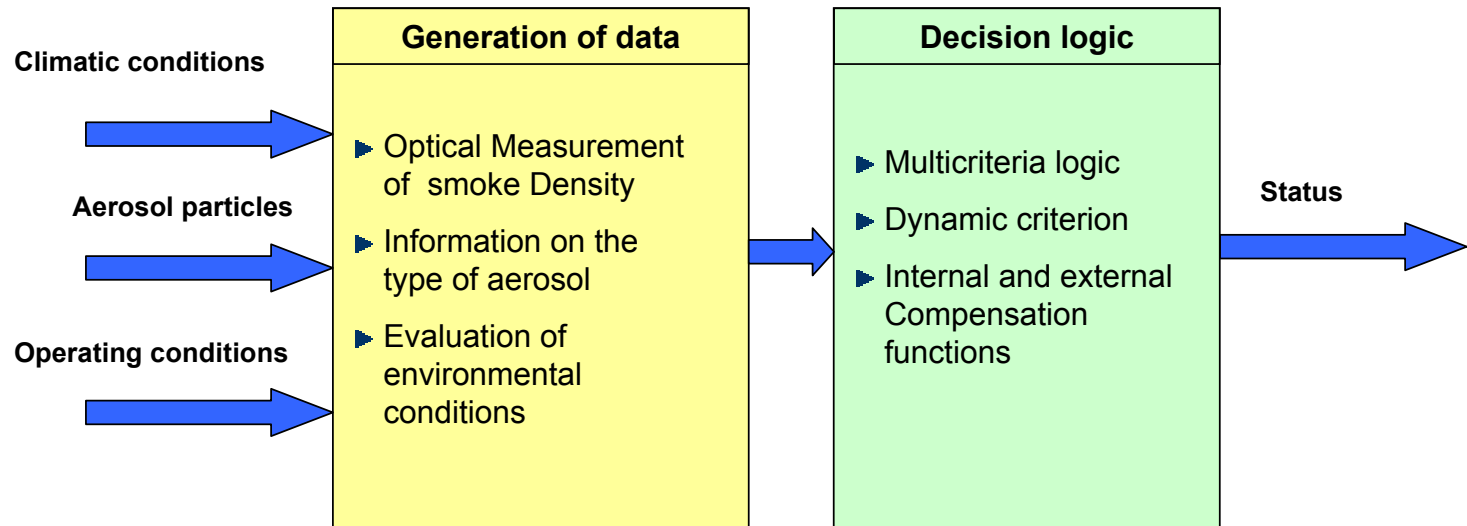 Climatic conditions
Aerosol particles
Operating conditions
Generation of data
Optical Measurement
of smoke Density
Information on the
type of aerosol
Evaluation of
environmental
conditions
Decision logic
Multicriteria logic
Dynamic criterion
Internal and external
Compensation
functions
Status